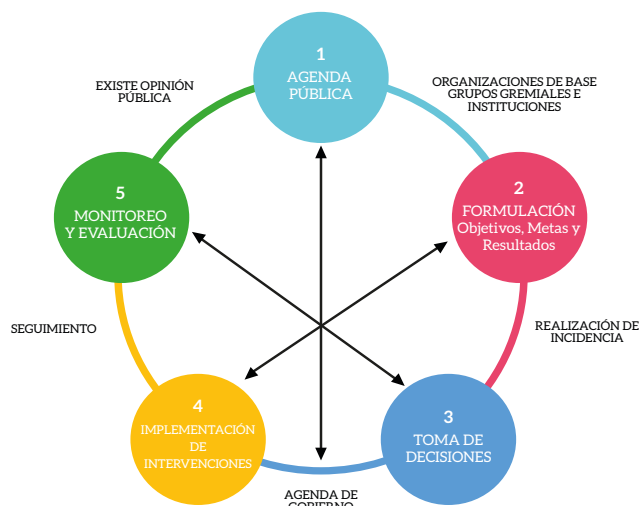 1
AGENDA
PÚBLICA
ORGANIZACIONES DE BASE
GRUPOS GREMIALES E
INSTITUCIONES
2
FORMULACIÓN
Objetivos, Metas y
Resultados
REALIZACIÓN DE
INCIDENCIA
3
TOMA DE
DECISIONES
AGENDA DE
GOBIERNO
4
IMPLEMENTACIÓN
DE
INTERVENCIONES
SEGUIMIENTO
5
MONITOREO
Y EVALUACIÓN
EXISTE OPINIÓN
PÚBLICA